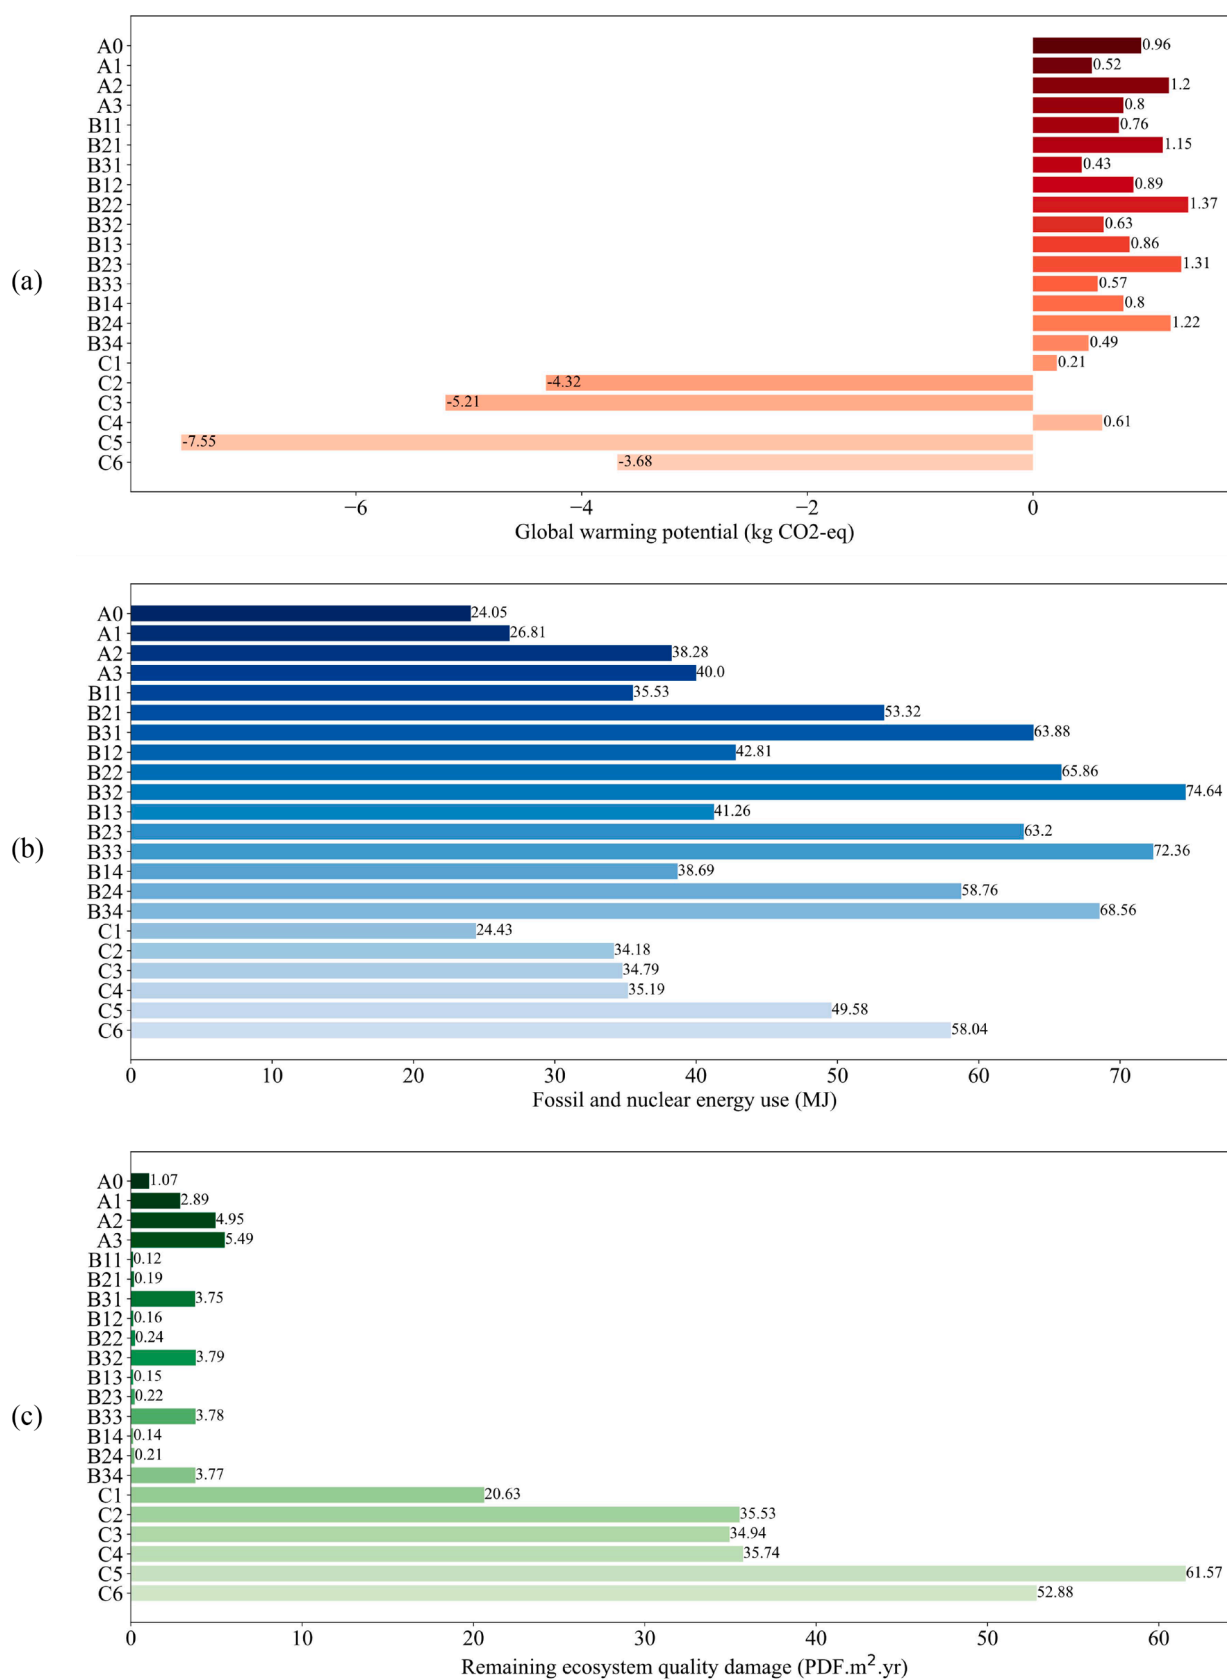 A0 0.96
A1 0.52
A2 1.2
A3 0.8
B11 0.76
B21 1.15
B31 0.43
B12 0.89
B22 1.37
B32 0.63
B13 0.86
(a)
B23 1.31
B33 0.57
B14 0.8
B24 1.22
B34 0.49
C1 0.21
C2 -4.32
C3 -5.21
C4 0.61
C5 -7.55
C6 -3.68
−6 −4 −2 0
Global warming potential (kg CO2-eq)
A0 24.05
A1 26.81
A2 38.28
A3 40.0
B11 35.53
B21 53.32
B31 63.88
B12 42.81
B22 65.86
B32 74.64
B13 41.26
B23 63.2
(b)
B33 72.36
B14 38.69
B24 58.76
B34 68.56
C1 24.43
C2 34.18
C3 34.79
C4 35.19
C5 49.58
C6 58.04
0 10 20 30 40 50 60 70
Fossil and nuclear energy use (MJ)
A0 1.07
A1 2.89
A2 4.95
A3 5.49
B11 0.12
B21 0.19
B31 3.75
B12 0.16
B22 0.24
B32 3.79
B13 0.15
B23 0.22
(c)
B33 3.78
B14 0.14
B24 0.21
B34 3.77
C1 20.63
C2 35.53
C3 34.94
C4 35.74
C5 61.57
C6 52.88
0 10 20 30 40 50 60
Remaining ecosystem quality damage (PDF.m².yr)